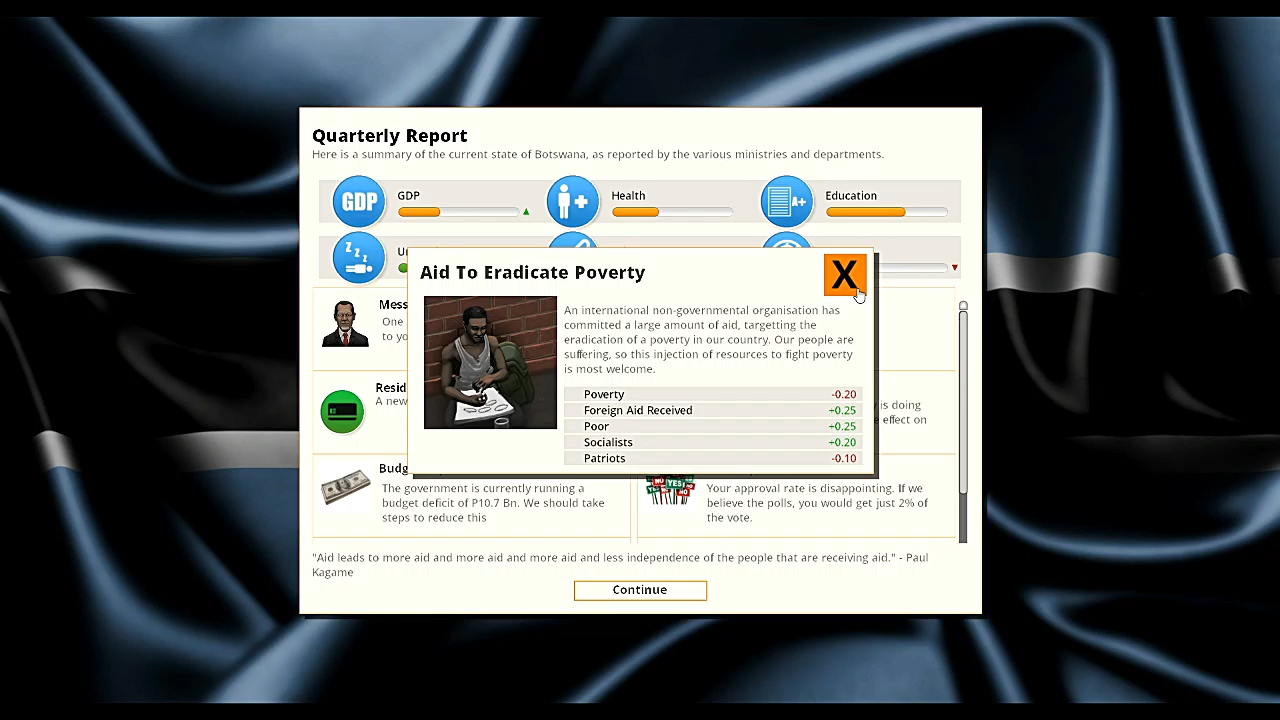 Quarterly Report
Here is a summary of the current state of Botswana, as reported by the various ministries and departments.
GDP
GDP
Health
A+
Education
Aid To Eradicate Poverty
X
An international non-governmental organisation has
committed a large amount of aid, targetting the
eradication of a poverty in our country. Our people are
suffering, so this injection of resources to fight poverty
is most welcome.
Poverty -0.20
Foreign Aid Received +0.25
Poor +0.25
Socialists +0.20
Patriots -0.10
Mess
One
to yo
Resid
A new
is doing
effect on
Budg
The government is currently running a
budget deficit of P10.7 Bn. We should take
steps to reduce this
NO
YES
NO
Your approval rate is disappointing. If we
believe the polls, you would get just 2% of
the vote.
"Aid leads to more aid and more aid and more aid and less independence of the people that are receiving aid." - Paul
Kagame
Continue